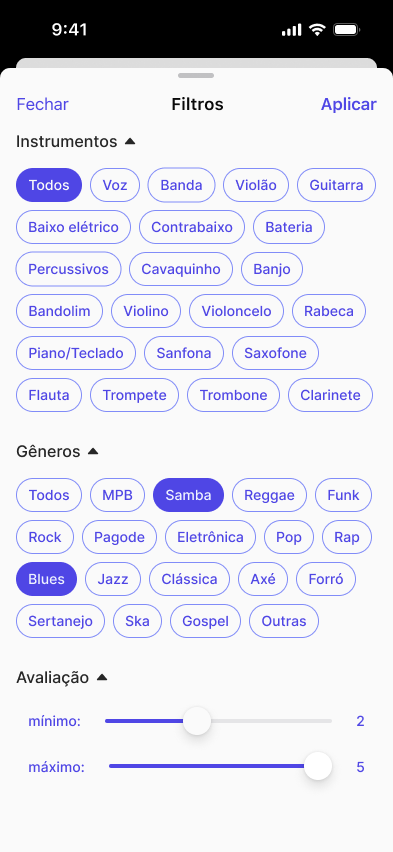 9:41
Fechar Filtros Aplicar
Instrumentos
Todos Voz Banda Violão Guitarra
Baixo elétrico Contrabaixo Bateria
Percussivos Cavaquinho Banjo
Bandolim Violino Violoncelo Rabeca
Piano/Teclado Sanfona Saxofone
Flauta Trompete Trombone Clarinete
Gêneros
Todos MPB Samba Reggae Funk
Rock Pagode Eletrônica Pop Rap
Blues Jazz Clássica Axé Forró
Sertanejo Ska Gospel Outras
Avaliação
mínimo: 2
máximo: 5